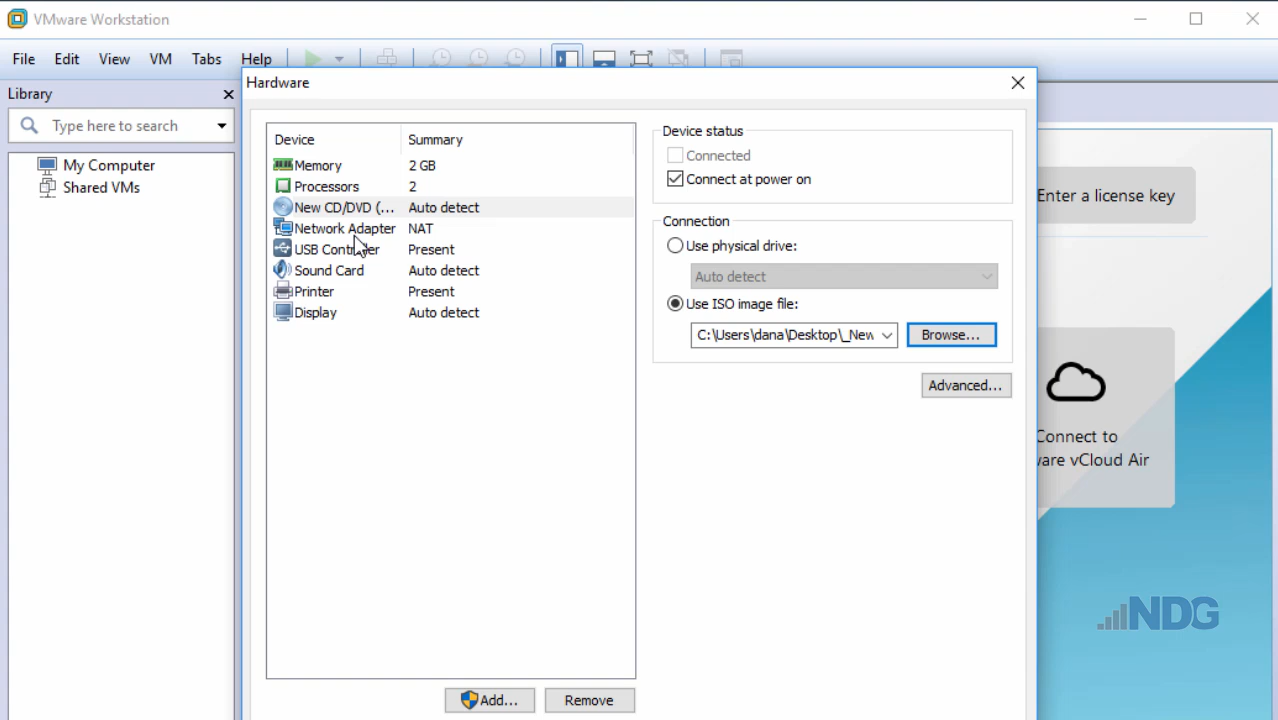 VMware Workstation
File Edit View VM Tabs Help
Library
Type here to search
My Computer
Shared VMs
Hardware
Device Summary
Memory 2 GB
Processors 2
New CD/DVD (... Auto detect
Network Adapter NAT
USB Controller Present
Sound Card Auto detect
Printer Present
Display Auto detect
Add... Remove
Device status
Connected
Connect at power on
Connection
Use physical drive:
Auto detect
Use ISO image file:
C:\Users\dana\Desktop\_New Browse...
Advanced...
Enter a license key
Connect to
ware vCloud Air
NDG